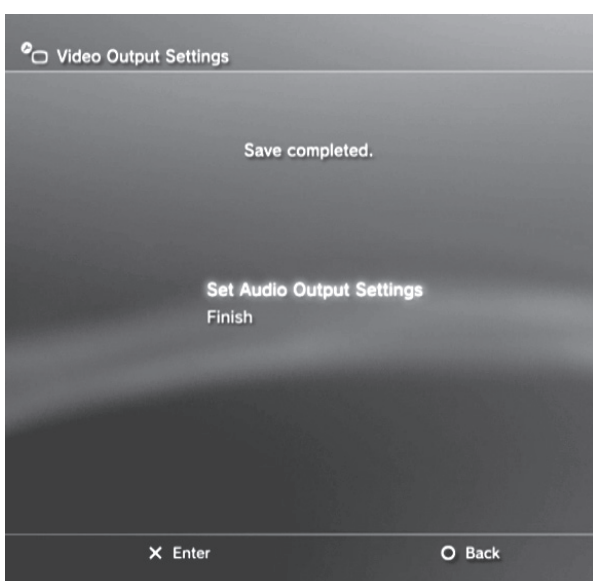 Video Output Settings
Save completed.
Set Audio Output Settings
Finish
X Enter
O Back